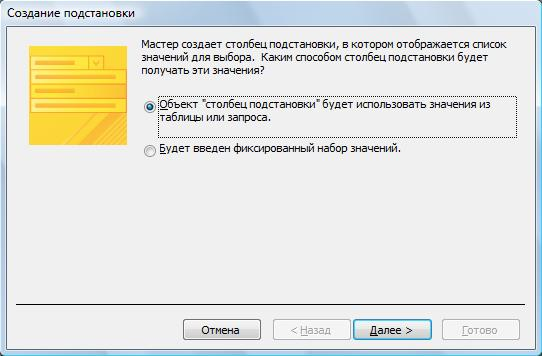 Создание подстановки
Мастер создает столбец подстановки, в котором отображается список
значений для выбора. Каким способом столбец подстановки будет
получать эти значения?
Объект "столбец подстановки" будет использовать значения из
таблицы или запроса.
Будет введен фиксированный набор значений.
Отмена
< Назад
Далее >
Готово